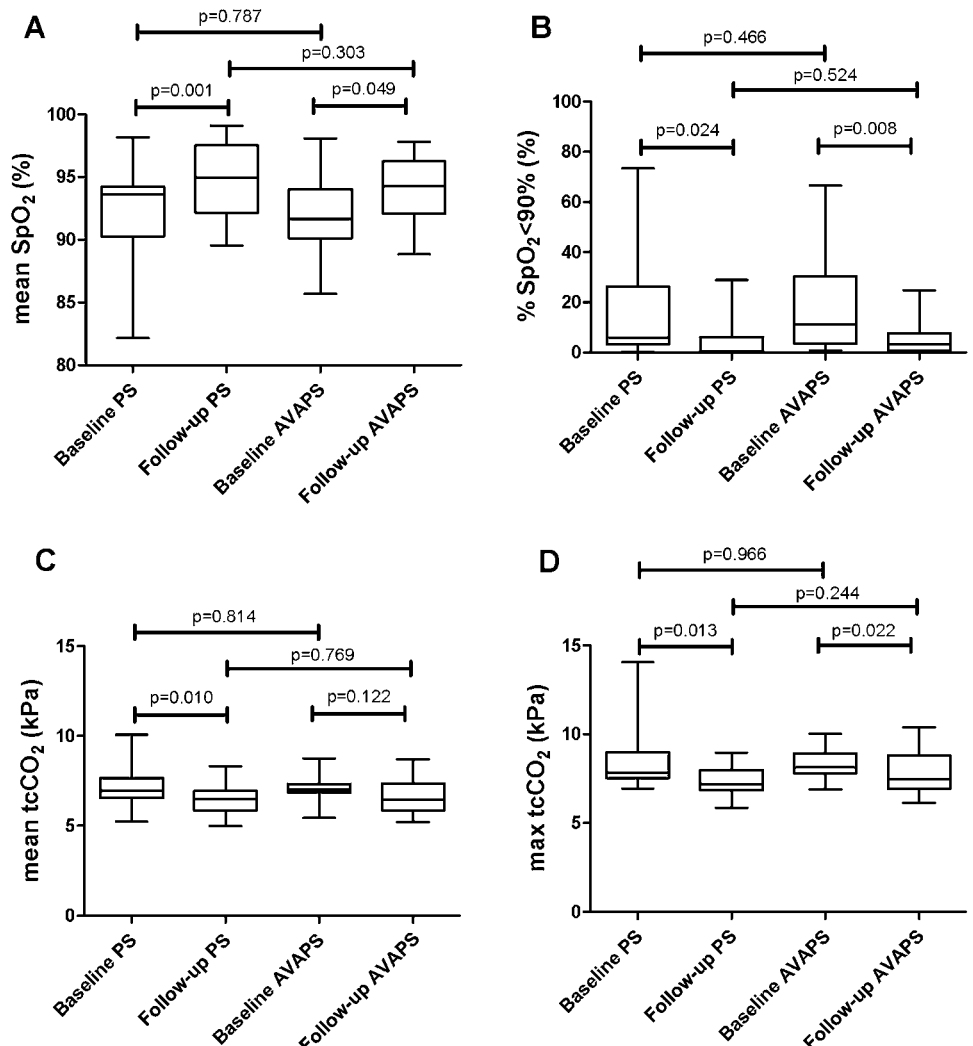 A
p=0.787
p=0.303
p=0.001
p=0.049
mean SpO2 (%)
100
95
90
85
80
Baseline PS
Follow-up PS
Baseline AVAPS
Follow-up AVAPS
B
p=0.466
p=0.524
p=0.024
p=0.008
% SpO2<90% (%)
100
80
60
40
20
0
Baseline PS
Follow-up PS
Baseline AVAPS
Follow-up AVAPS
C
p=0.814
p=0.769
p=0.010
p=0.122
mean tcCO2 (kPa)
15
10
5
0
Baseline PS
Follow-up PS
Baseline AVAPS
Follow-up AVAPS
D
p=0.966
p=0.244
p=0.013
p=0.022
max tcCO2 (kPa)
15
10
5
0
Baseline PS
Follow-up PS
Baseline AVAPS
Follow-up AVAPS